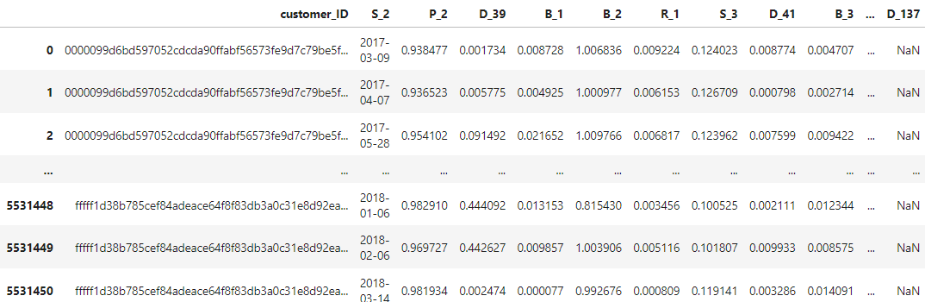 customer_ID S_2 P_2 D_39 B_1 B_2 R_1 S_3 D_41 B_3 ... D_137
0 0000099d6bd597052cdcda90ffabf56573fe9d7c79be5f... 2017-03-09 0.938477 0.001734 0.008728 1.006836 0.009224 0.124023 0.008774 0.004707 ... NaN
1 0000099d6bd597052cdcda90ffabf56573fe9d7c79be5f... 2017-04-07 0.936523 0.005775 0.004925 1.000977 0.006153 0.126709 0.000798 0.002714 ... NaN
2 0000099d6bd597052cdcda90ffabf56573fe9d7c79be5f... 2017-05-28 0.954102 0.091492 0.021652 1.009766 0.006817 0.123962 0.007599 0.009422 ... NaN
... ... ... ... ... ... ... ... ... ... ... ... ...
5531448 fffff1d38b785cef84adeace64f8f83db3a0c31e8d92ea... 2018-01-06 0.982910 0.444092 0.013153 0.815430 0.003456 0.100525 0.002111 0.012344 ... NaN
5531449 fffff1d38b785cef84adeace64f8f83db3a0c31e8d92ea... 2018-02-06 0.969727 0.442627 0.009857 1.003906 0.005116 0.101807 0.009933 0.008575 ... NaN
5531450 fffff1d38b785cef84adeace64f8f83db3a0c31e8d92ea... 2018-03-14 0.981934 0.002474 0.000077 0.992676 0.000809 0.119141 0.003286 0.014091 ... NaN